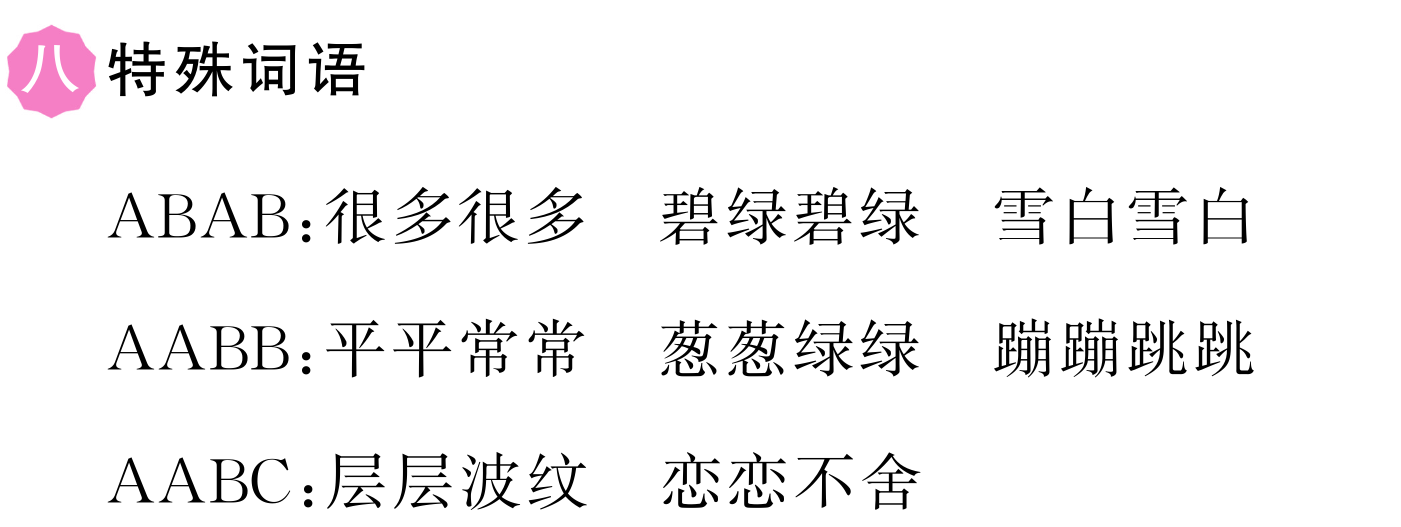 八 特殊词语
ABAB:很多很多 碧绿碧绿 雪白雪白
AABB:平平常常 葱葱绿绿 蹦蹦跳跳
AABC:层层波纹 恋恋不舍